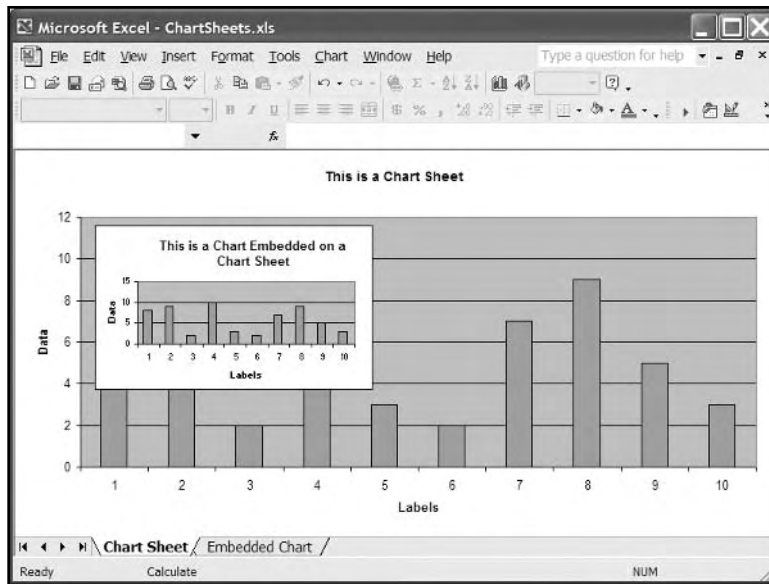 Microsoft Excel - ChartSheets.xls
File Edit View Insert Format Tools Chart Window Help Type a question for help
B I U $ % ,
fx
This is a Chart Sheet
12
10
8
6
4
2
0
Data
This is a Chart Embedded on a
Chart Sheet
15
10
5
0
Data
1 2 3 4 5 6 7 8 9 10
Labels
1 2 3 4 5 6 7 8 9 10
Labels
Chart Sheet Embedded Chart
Ready Calculate NUM